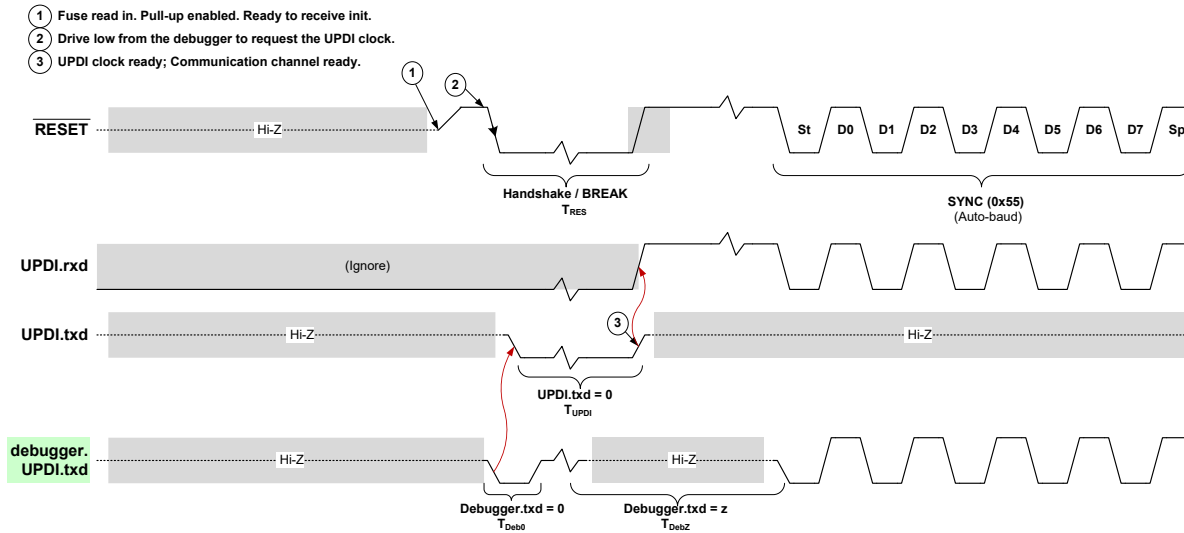 1 Fuse read in. Pull-up enabled. Ready to receive init.
2 Drive low from the debugger to request the UPDI clock.
3 UPDI clock ready; Communication channel ready.
1
2
RESET
Hi-Z
St D0 D1 D2 D3 D4 D5 D6 D7 Sp
Handshake / BREAK
TRES
SYNC (0x55)
(Auto-baud)
UPDI.rxd
(Ignore)
UPDI.txd
Hi-Z
3
Hi-Z
UPDI.txd = 0
TUPDI
debugger.
UPDI.txd
Hi-Z
Hi-Z
Debugger.txd = 0
TDeb0
Debugger.txd = z
TDebZ